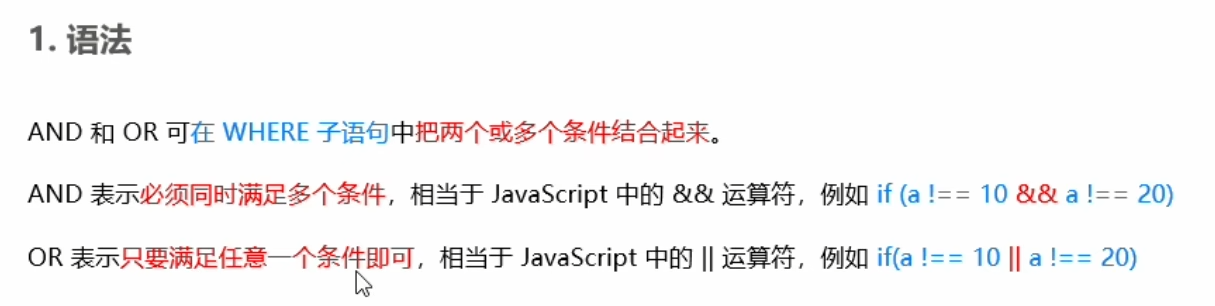 1. 语法
AND 和 OR 可在 WHERE 子语句中把两个或多个条件结合起来。
AND 表示必须同时满足多个条件，相当于 JavaScript 中的 && 运算符，例如 if (a !== 10 && a !== 20)
OR 表示只要满足任意一个条件即可，相当于 JavaScript 中的 || 运算符，例如 if(a !== 10 || a !== 20)